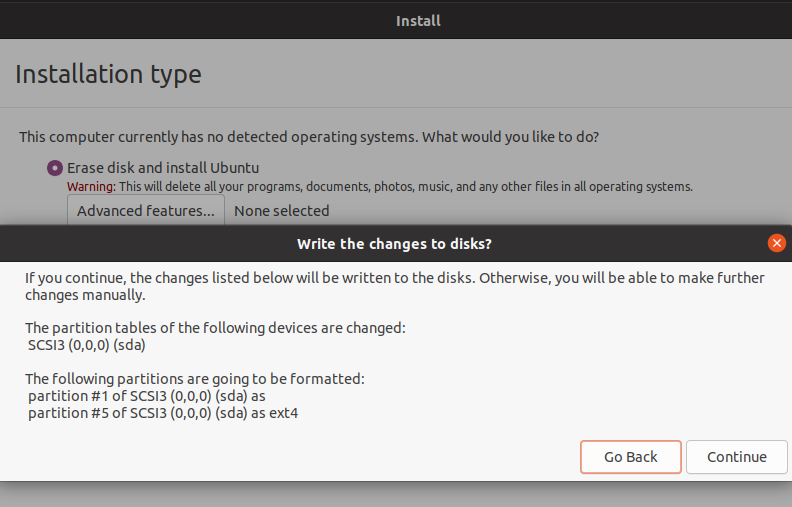 Install
Installation type
This computer currently has no detected operating systems. What would you like to do?
Erase disk and install Ubuntu
Warning: This will delete all your programs, documents, photos, music, and any other files in all operating systems.
Advanced features... None selected
Write the changes to disks?
If you continue, the changes listed below will be written to the disks. Otherwise, you will be able to make further
changes manually.
The partition tables of the following devices are changed:
SCSI3 (0,0,0) (sda)
The following partitions are going to be formatted:
partition #1 of SCSI3 (0,0,0) (sda) as
partition #5 of SCSI3 (0,0,0) (sda) as ext4
Go Back Continue